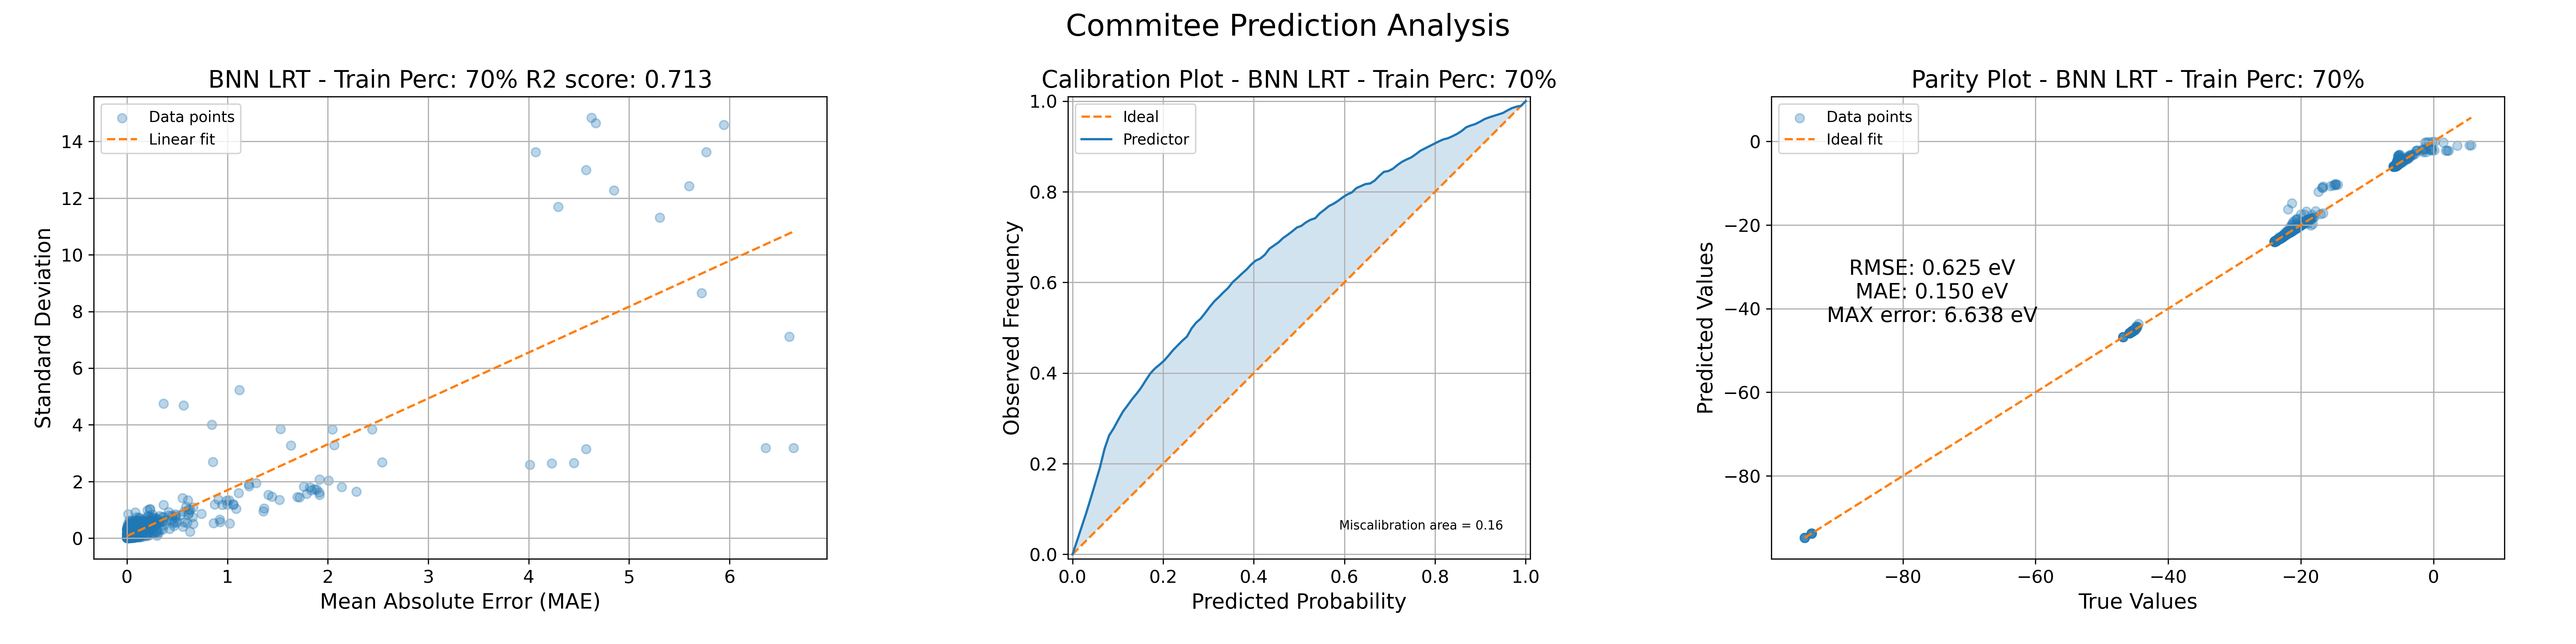 Commitee Prediction Analysis
BNN LRT - Train Perc: 70% R2 score: 0.713
Data points
Linear fit
Standard Deviation
14
12
10
8
6
4
2
0
0 1 2 3 4 5 6
Mean Absolute Error (MAE)
Calibration Plot - BNN LRT - Train Perc: 70%
Ideal
Predictor
Observed Frequency
1.0
0.8
0.6
0.4
0.2
0.0
Miscalibration area = 0.16
0.0 0.2 0.4 0.6 0.8 1.0
Predicted Probability
Parity Plot - BNN LRT - Train Perc: 70%
Data points
Ideal fit
Predicted Values
0
−20
−40
−60
−80
RMSE: 0.625 eV
MAE: 0.150 eV
MAX error: 6.638 eV
−80 −60 −40 −20 0
True Values